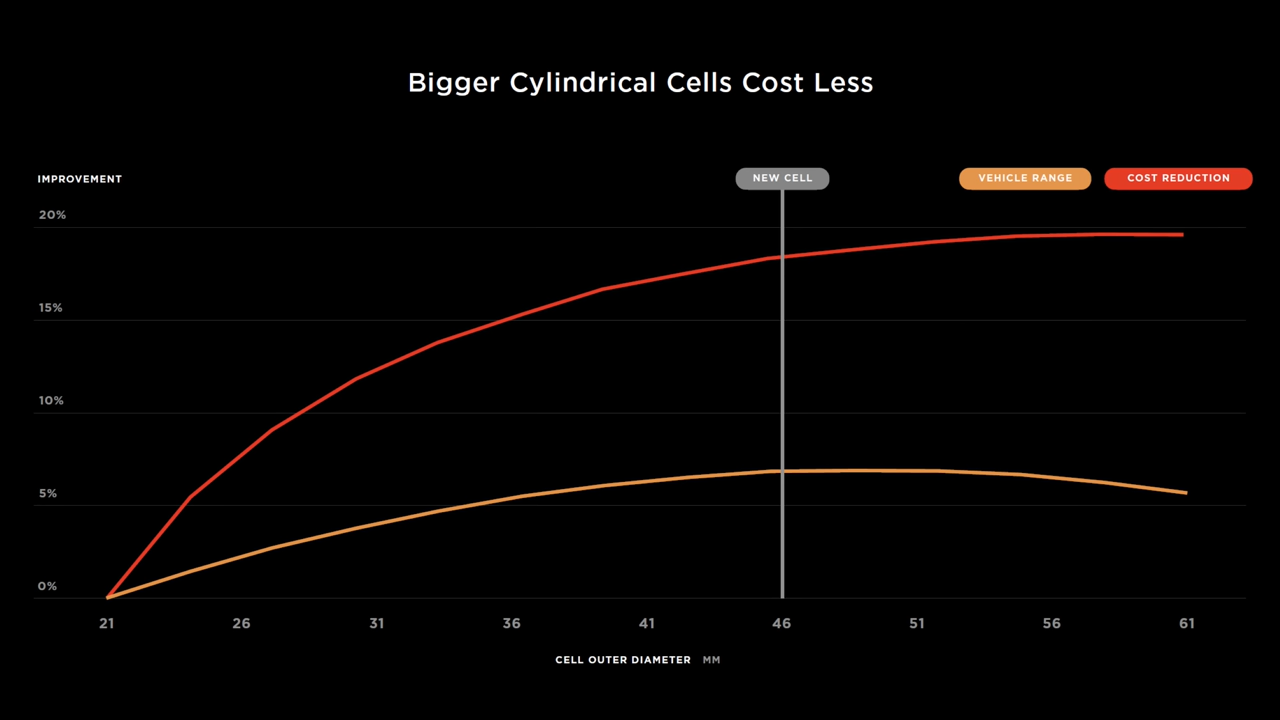 Bigger Cylindrical Cells Cost Less
IMPROVEMENT
NEW CELL
VEHICLE RANGE
COST REDUCTION
20%
15%
10%
5%
0%
21 26 31 36 41 46 51 56 61
CELL OUTER DIAMETER MM